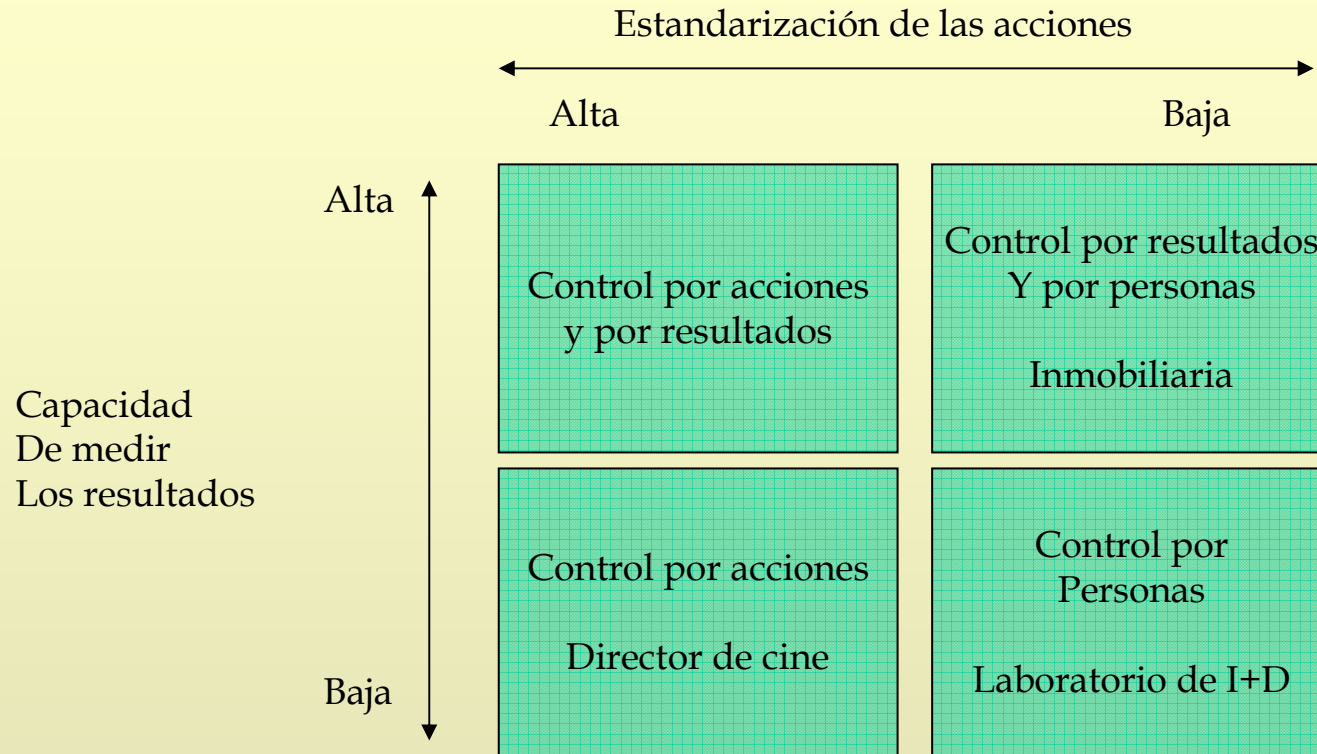 Estandarización de las acciones
Alta
Baja
Alta
Capacidad
De medir
Los resultados
Baja
Control por acciones
y por resultados
Control por resultados
Y por personas
Inmobiliaria
Control por acciones
Director de cine
Control por
Personas
Laboratorio de I+D